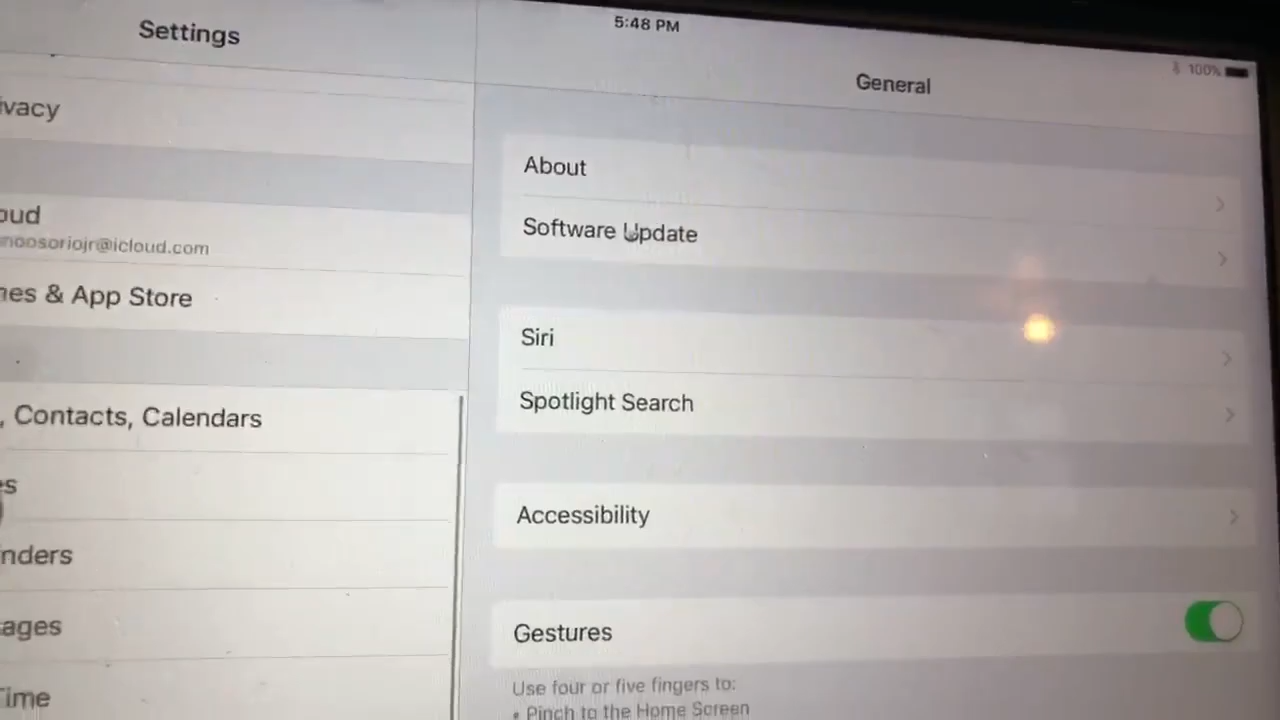 Settings
5:48 PM
100%
General
ivacy
oud
noosoriojr@icloud.com
nes & App Store
, Contacts, Calendars
es
nders
ages
Time
About
Software Update
Siri
Spotlight Search
Accessibility
Gestures
Use four or five fingers to:
• Pinch to the Home Screen